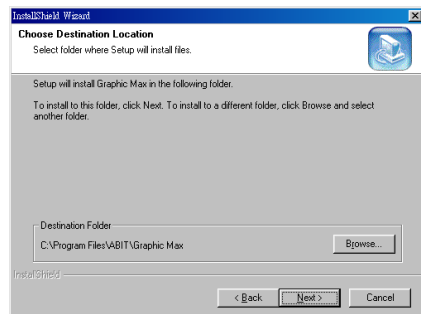 InstallShield Wizard
Choose Destination Location
Select folder where Setup will install files.
Setup will install Graphic Max in the following folder.
To install to this folder, click Next. To install to a different folder, click Browse and select
another folder.
Destination Folder
C:\Program Files\ABIT\Graphic Max
Browse...
InstallShield
< Back
Next >
Cancel